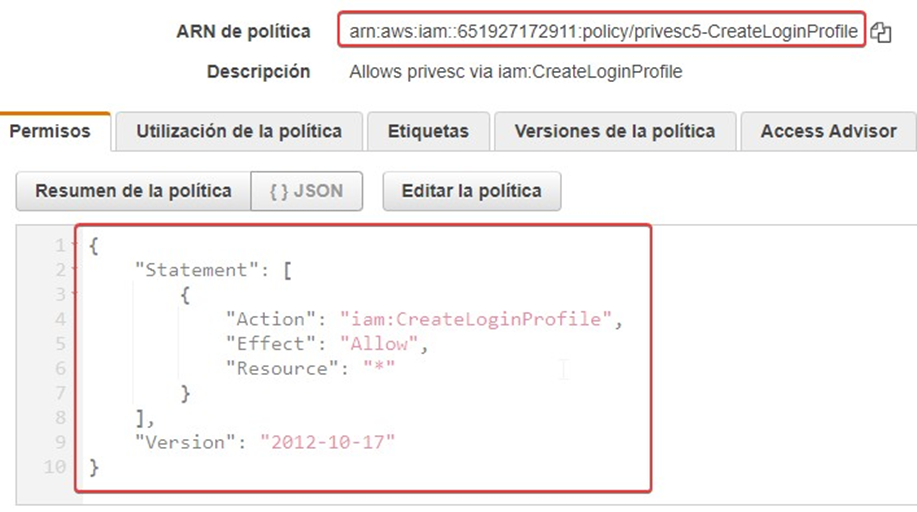 ARN de política arn:aws:iam::651927172911:policy/privesc5-CreateLoginProfile
Descripción Allows privesc via iam:CreateLoginProfile
Permisos Utilización de la política Etiquetas Versiones de la política Access Advisor
Resumen de la política { } JSON Editar la política
1 {
2 "Statement": [
3 {
4 "Action": "iam:CreateLoginProfile",
5 "Effect": "Allow",
6 "Resource": "*"
7 }
8 ],
9 "Version": "2012-10-17"
10 }